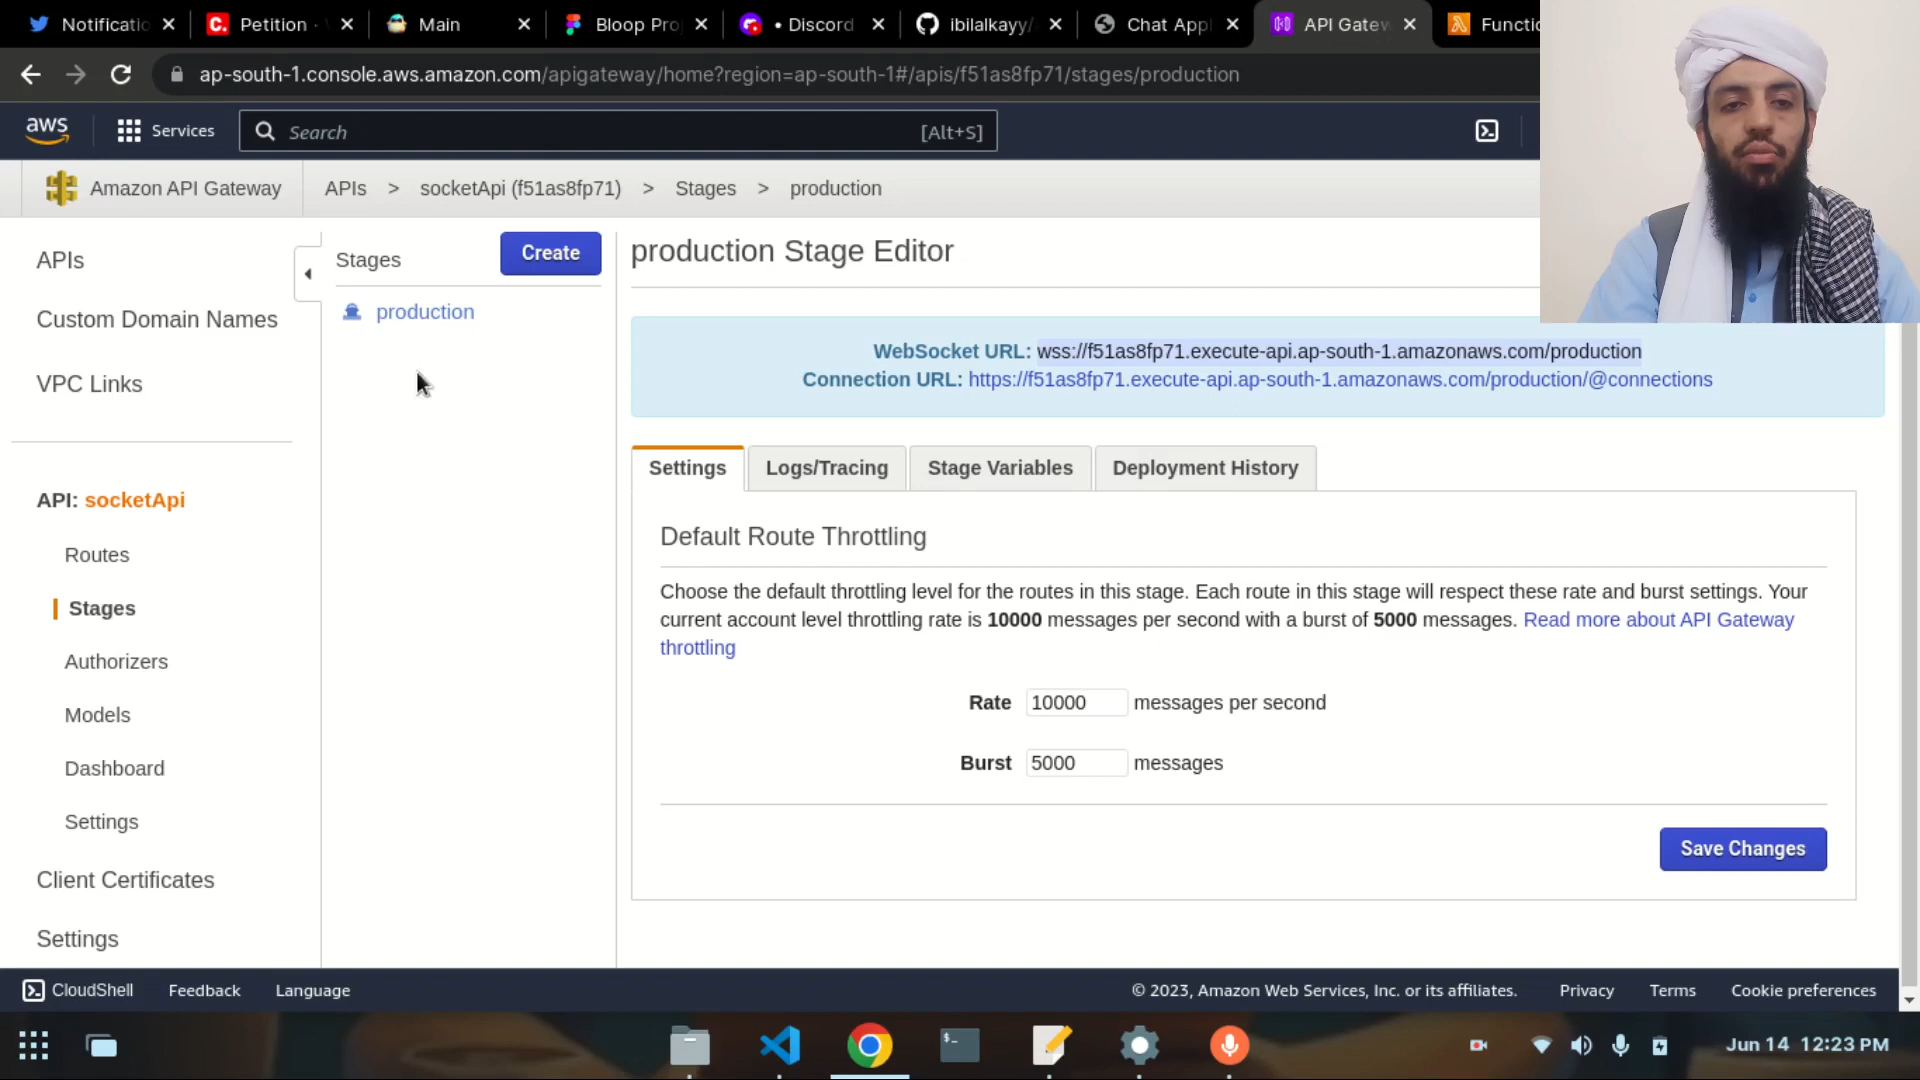 Notificatio
Petition ·
Main
Bloop Pro
• Discord
ibilalkayy/
Chat Appl
API Gatew
Functio
ap-south-1.console.aws.amazon.com/apigateway/home?region=ap-south-1#/apis/f51as8fp71/stages/production
aws
Services
Search
[Alt+S]
Amazon API Gateway
APIs > socketApi (f51as8fp71) > Stages > production
APIs
Custom Domain Names
VPC Links
API: socketApi
Routes
Stages
Authorizers
Models
Dashboard
Settings
Client Certificates
Settings
Stages
Create
production
production Stage Editor
WebSocket URL: wss://f51as8fp71.execute-api.ap-south-1.amazonaws.com/production
Connection URL: https://f51as8fp71.execute-api.ap-south-1.amazonaws.com/production/@connections
Settings
Logs/Tracing
Stage Variables
Deployment History
Default Route Throttling
Choose the default throttling level for the routes in this stage. Each route in this stage will respect these rate and burst settings. Your
current account level throttling rate is 10000 messages per second with a burst of 5000 messages. Read more about API Gateway
throttling
Rate 10000 messages per second
Burst 5000 messages
Save Changes
CloudShell
Feedback
Language
© 2023, Amazon Web Services, Inc. or its affiliates.
Privacy
Terms
Cookie preferences
Jun 14 12:23 PM